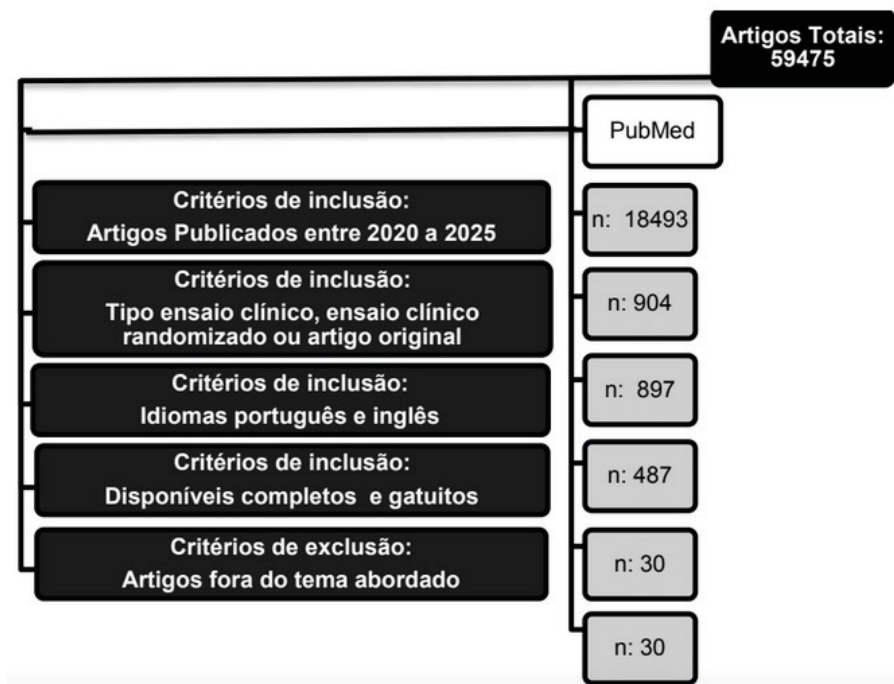 Artigos Totais:
59475
PubMed
Critérios de inclusão:
Artigos Publicados entre 2020 a 2025
n: 18493
Critérios de inclusão:
Tipo ensaio clínico, ensaio clínico
randomizado ou artigo original
n: 904
Critérios de inclusão:
Idiomas português e inglês
n: 897
Critérios de inclusão:
Disponíveis completos e gatuitos
n: 487
Critérios de exclusão:
Artigos fora do tema abordado
n: 30
n: 30